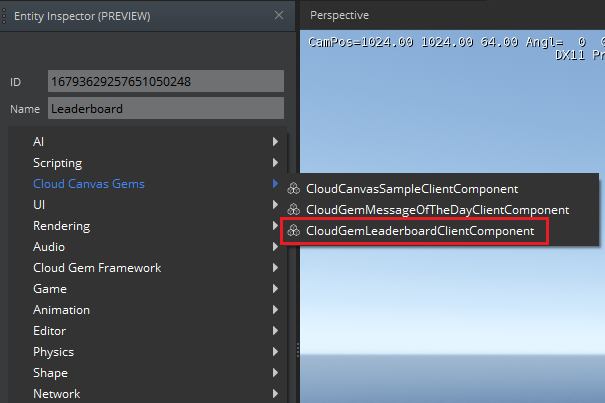 Entity Inspector (PREVIEW)
Perspective
CamPos=1024.00 1024.00 64.00 Angl= 0
DX11
ID
16793629257651050248
Name
Leaderboard
AI
Scripting
Cloud Canvas Gems
CloudCanvasSampleClientComponent
UI
CloudGemMessageOfTheDayClientComponent
Rendering
CloudGemLeaderboardClientComponent
Audio
Cloud Gem Framework
Game
Animation
Editor
Physics
Shape
Network